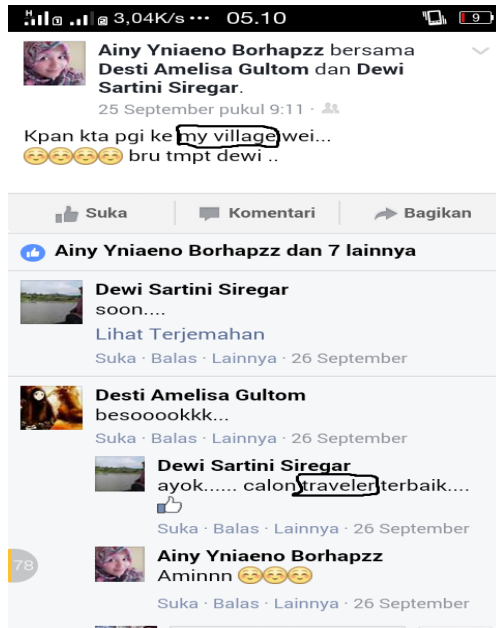 H 3,04K/s ••• 05.10 9
Ainy Yniaeno Borhapzz bersama
Desti Amelisa Gultom dan Dewi
Sartini Siregar.
25 September pukul 9:11 ·
Kpan kta pgi ke my village wei...
☺☺☺☺ bru tmpt dewi ..
Suka Komentari Bagikan
Ainy Yniaeno Borhapzz dan 7 lainnya
Dewi Sartini Siregar
soon....
Lihat Terjemahan
Suka · Balas · Lainnya · 26 September
Desti Amelisa Gultom
besooookkk...
Suka · Balas · Lainnya · 26 September
Dewi Sartini Siregar
ayok...... calon traveler terbaik....
Suka · Balas · Lainnya · 26 September
Ainy Yniaeno Borhapzz
Aminnn ☺☺☺
78
Suka · Balas · Lainnya · 26 September